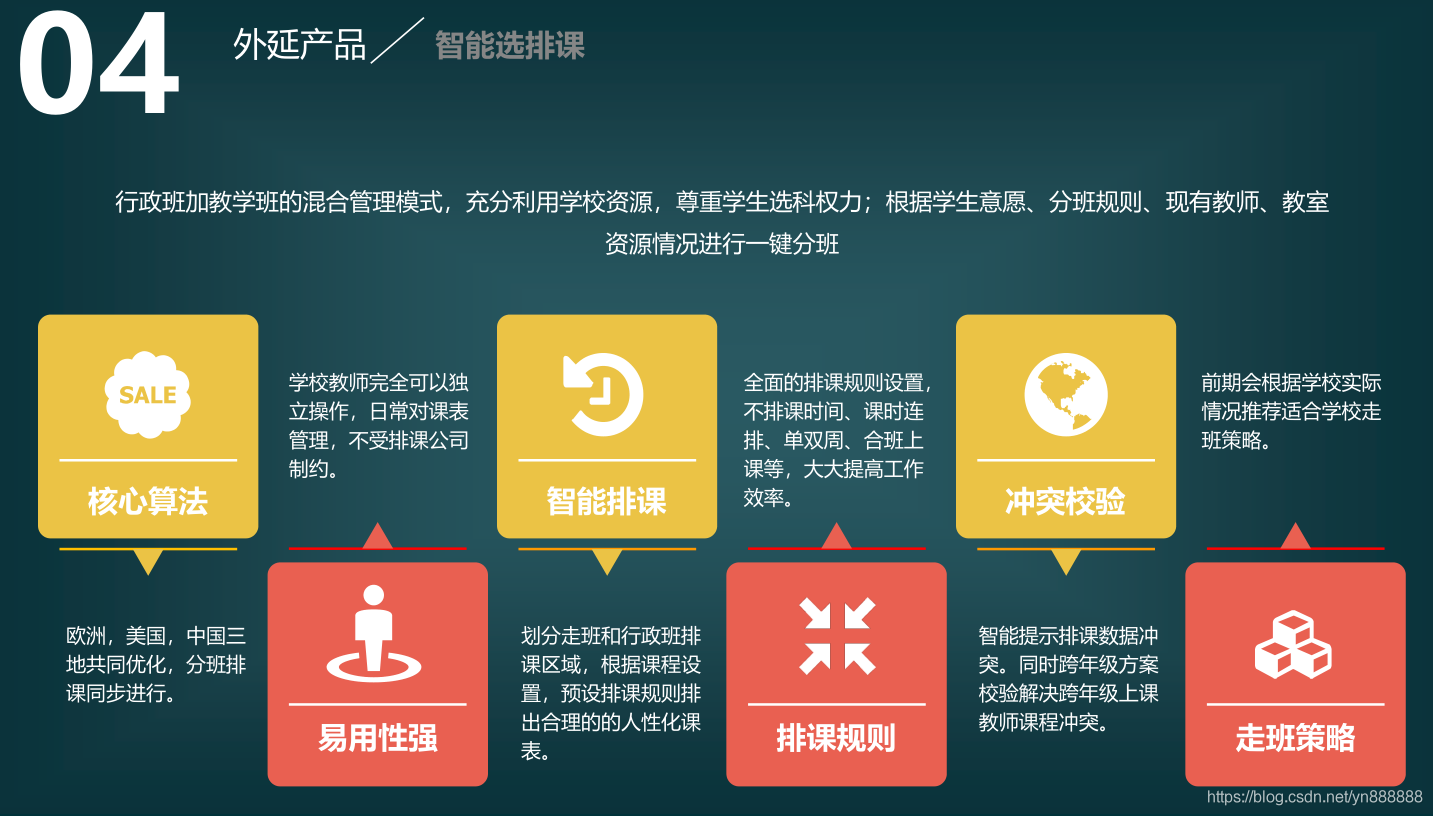 04
外延产品
智能选排课
行政班加教学班的混合管理模式，充分利用学校资源，尊重学生选科权力；根据学生意愿、分班规则、现有教师、教室
资源情况进行一键分班
SALE
核心算法
欧洲，美国，中国三
地共同优化，分班排
课同步进行。
学校教师完全可以独
立操作，日常对课表
管理，不受排课公司
制约。
易用性强
智能排课
划分走班和行政班排
课区域，根据课程设
置，预设排课规则排
出合理的的人性化课
表。
全面的排课规则设置，
不排课时间、课时连
排、单双周、合班上
课等，大大提高工作
效率。
排课规则
冲突校验
智能提示排课数据冲
突。同时跨年级方案
校验解决跨年级上课
教师课程冲突。
前期会根据学校实际
情况推荐适合学校走
班策略。
走班策略
https://blog.csdn.net/yn888888